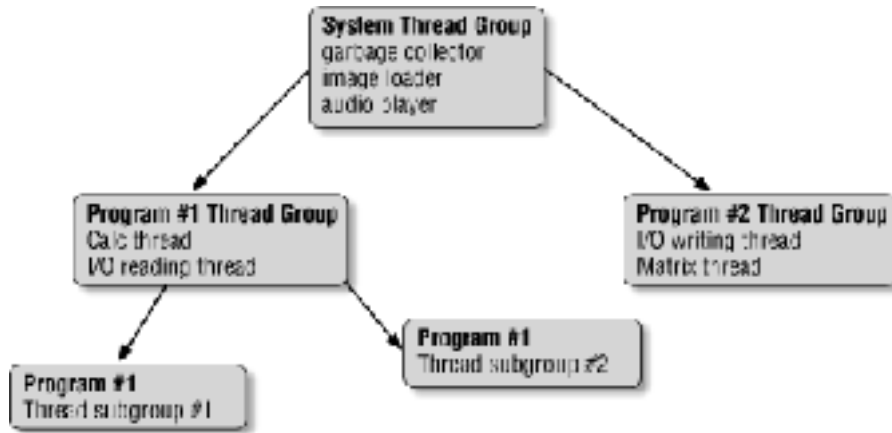 System Thread Group
garbage collector
image loader
audio player
Program #1 Thread Group
Calc thread
I/O reading thread
Program #2 Thread Group
I/O writing thread
Matrix thread
Program #1
Thread subgroup #2
Program #1
Thread subgroup #1